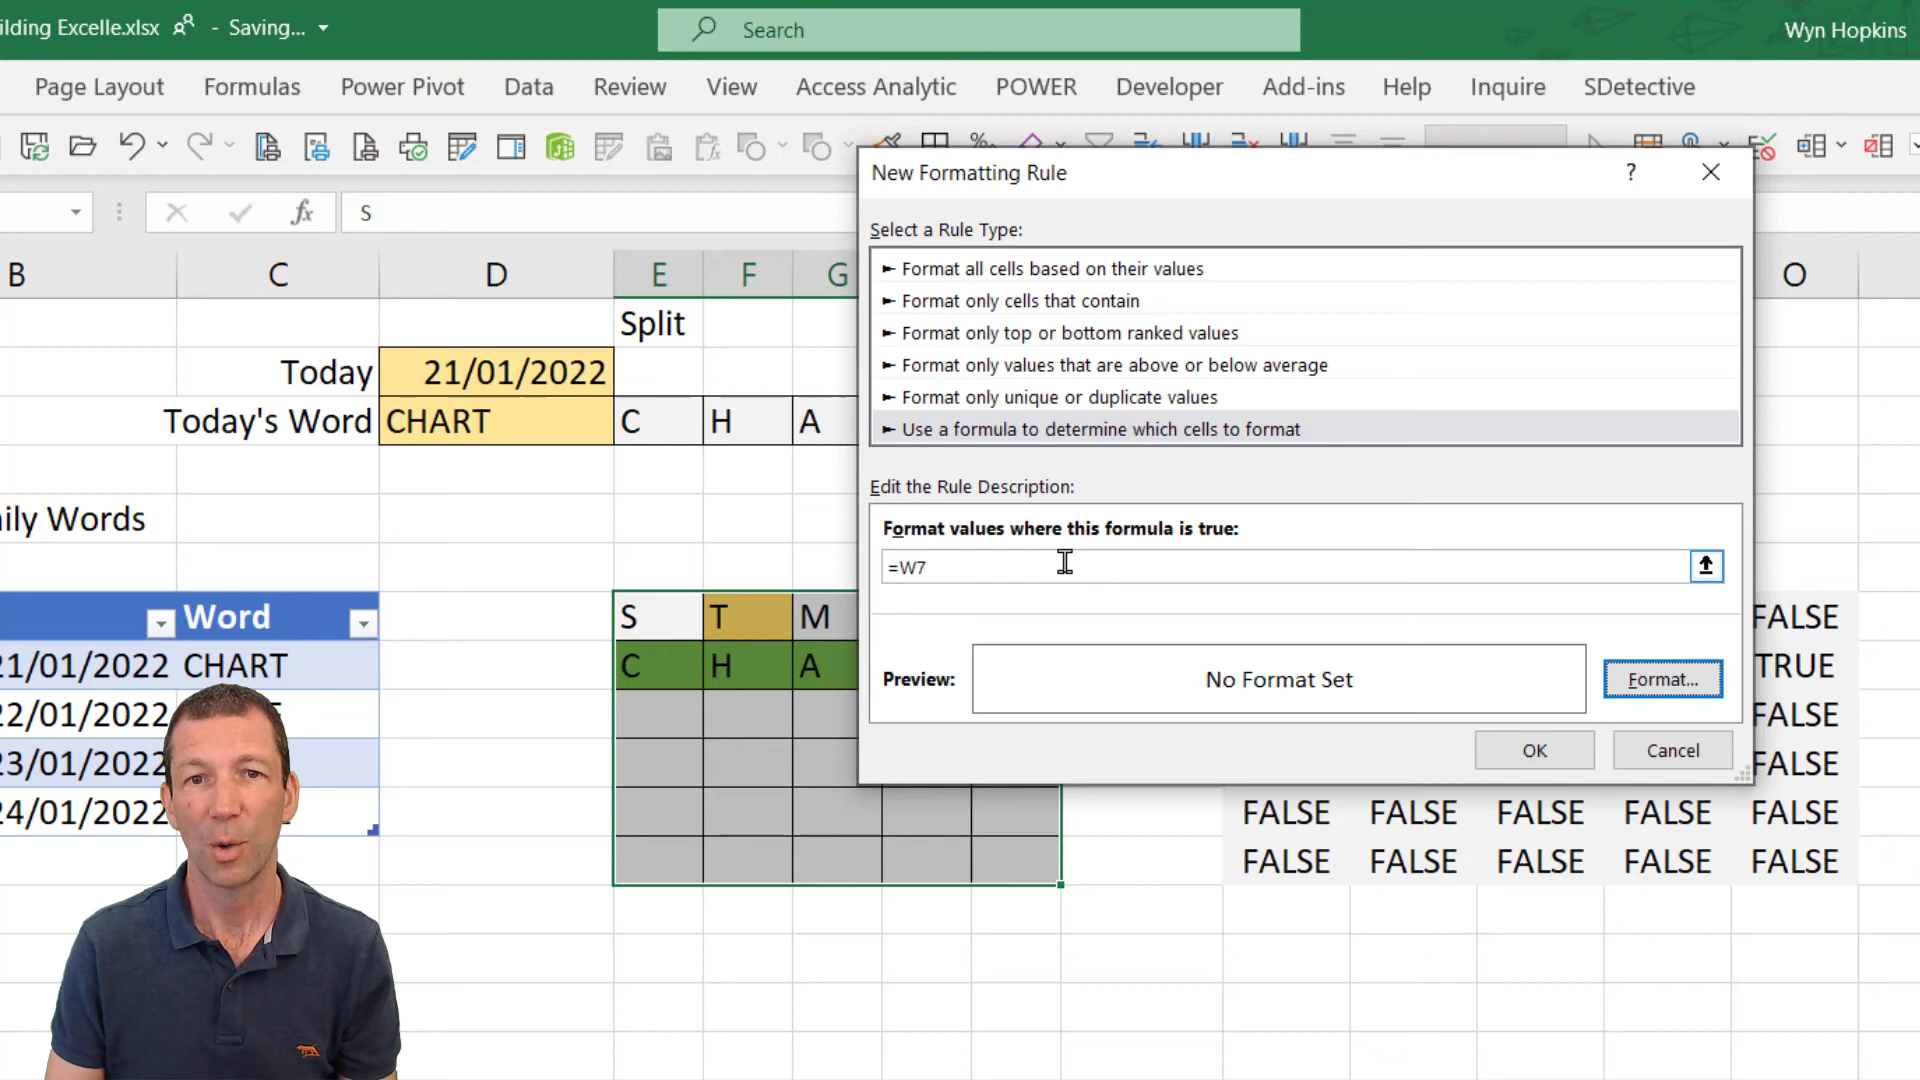 ilding Excelle.xlsx - Saving...
Search
Wyn Hopkins
Page Layout Formulas Power Pivot Data Review View Access Analytic POWER Developer Add-ins Help Inquire SDetective
fx S
B C D E F G O
Split
Today 21/01/2022
Today's Word CHART C H A
ily Words
Word
21/01/2022 CHART
22/01/2022
23/01/2022
24/01/2022
S T M
C H A
New Formatting Rule ?
Select a Rule Type:
► Format all cells based on their values
► Format only cells that contain
► Format only top or bottom ranked values
► Format only values that are above or below average
► Format only unique or duplicate values
► Use a formula to determine which cells to format
Edit the Rule Description:
Format values where this formula is true:
=W7
Preview: No Format Set Format...
OK Cancel
FALSE
TRUE
FALSE
FALSE
FALSE FALSE FALSE FALSE FALSE
FALSE FALSE FALSE FALSE FALSE